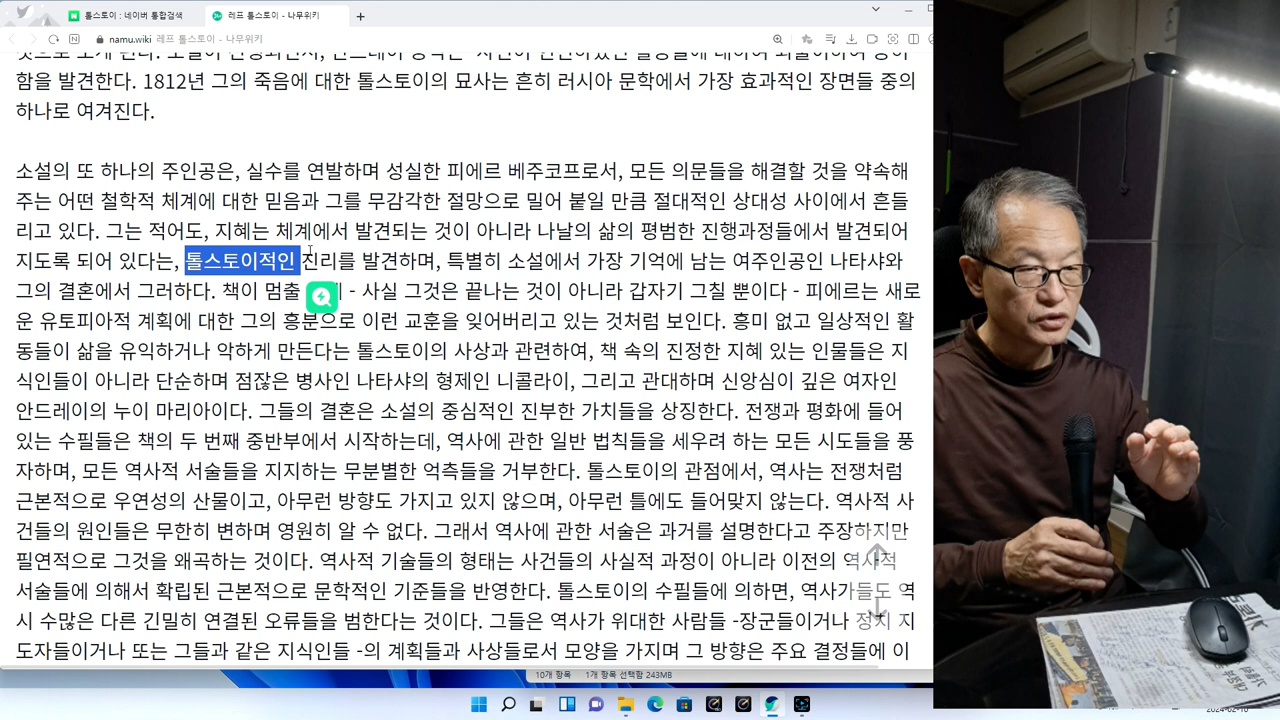 톨스토이 : 네이버 통합검색
레프 톨스토이 - 나무위키
namu.wiki 레프 톨스토이 - 나무위키
함을 발견한다. 1812년 그의 죽음에 대한 톨스토이의 묘사는 흔히 러시아 문학에서 가장 효과적인 장면들 중의
하나로 여겨진다.
소설의 또 하나의 주인공은, 실수를 연발하며 성실한 피에르 베주코프로서, 모든 의문들을 해결할 것을 약속해
주는 어떤 철학적 체계에 대한 믿음과 그를 무감각한 절망으로 밀어 붙일 만큼 절대적인 상대성 사이에서 흔들
리고 있다. 그는 적어도, 지혜는 체계에서 발견되는 것이 아니라 나날의 삶의 평범한 진행과정들에서 발견되어
지도록 되어 있다는, 톨스토이적인 진리를 발견하며, 특별히 소설에서 가장 기억에 남는 여주인공인 나타샤와
그의 결혼에서 그러하다. 책이 멈출 사실 그것은 끝나는 것이 아니라 갑자기 그칠 뿐이다 - 피에르는 새로
운 유토피아적 계획에 대한 그의 흥분으로 이런 교훈을 잊어버리고 있는 것처럼 보인다. 흥미 없고 일상적인 활
동들이 삶을 유익하거나 악하게 만든다는 톨스토이의 사상과 관련하여, 책 속의 진정한 지혜 있는 인물들은 지
식인들이 아니라 단순하며 점잖은 병사인 나타샤의 형제인 니콜라이, 그리고 관대하며 신앙심이 깊은 여자인
안드레이의 누이 마리아이다. 그들의 결혼은 소설의 중심적인 진부한 가치들을 상징한다. 전쟁과 평화에 들어
있는 수필들은 책의 두 번째 중반부에서 시작하는데, 역사에 관한 일반 법칙들을 세우려 하는 모든 시도들을 풍
자하며, 모든 역사적 서술들을 지지하는 무분별한 억측들을 거부한다. 톨스토이의 관점에서, 역사는 전쟁처럼
근본적으로 우연성의 산물이고, 아무런 방향도 가지고 있지 않으며, 아무런 틀에도 들어맞지 않는다. 역사적 사
건들의 원인들은 무한히 변하며 영원히 알 수 없다. 그래서 역사에 관한 서술은 과거를 설명한다고 주장하지만
필연적으로 그것을 왜곡하는 것이다. 역사적 기술들의 형태는 사건들의 사실적 과정이 아니라 이전의 역사적
서술들에 의해서 확립된 근본적으로 문학적인 기준들을 반영한다. 톨스토이의 수필들에 의하면, 역사가들도 역
시 수많은 다른 긴밀히 연결된 오류들을 범한다는 것이다. 그들은 역사가 위대한 사람들 -장군들이거나 정치 지
도자들이거나 또는 그들과 같은 지식인들 -의 계획들과 사상들로서 모양을 가지며 그 방향은 주요 결정들에 이
10개 항목 1개 항목 선택함 243MB